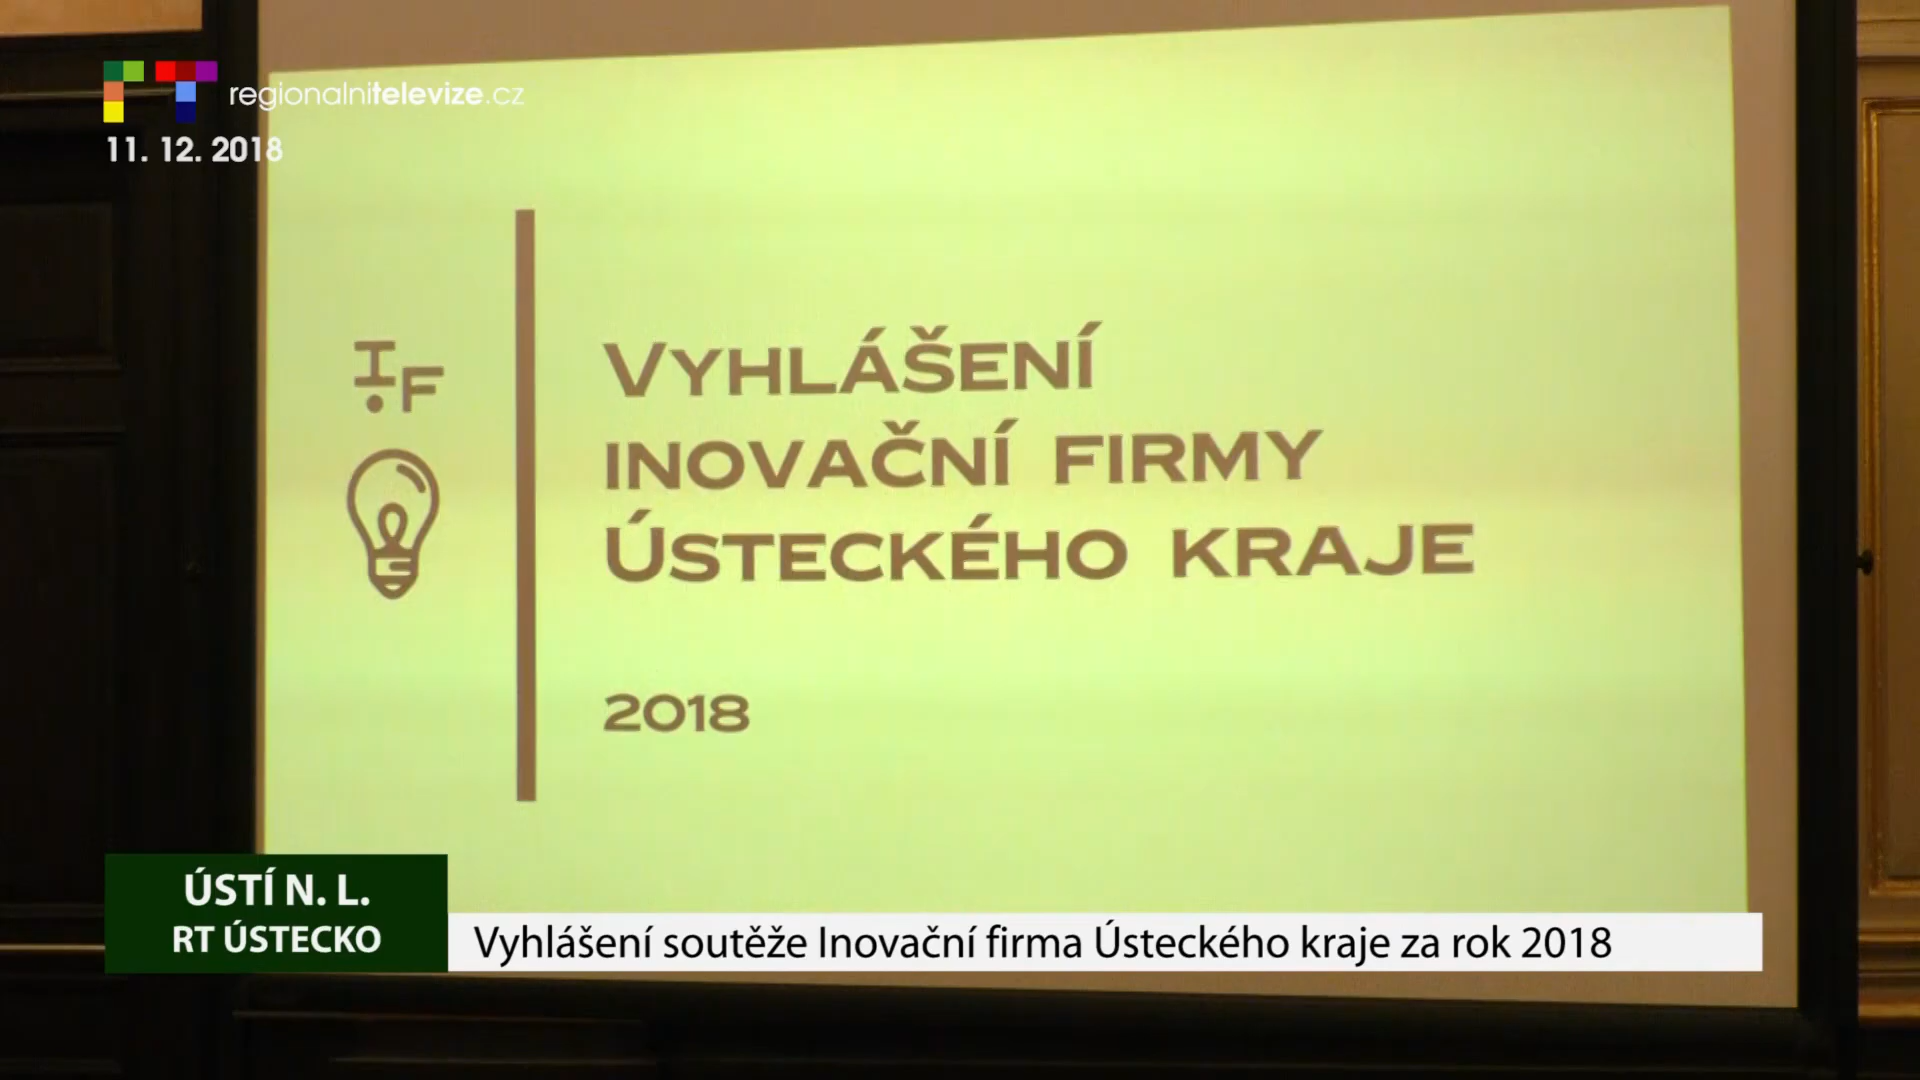 regionalnitelevize.cz
11. 12. 2018
I.F
VYHLÁŠENÍ
INOVAČNÍ FIRMY
ÚSTECKÉHO KRAJE
2018
ÚSTÍ N. L.
RT ÚSTECKO
Vyhlášení soutěže Inovační firma Ústeckého kraje za rok 2018